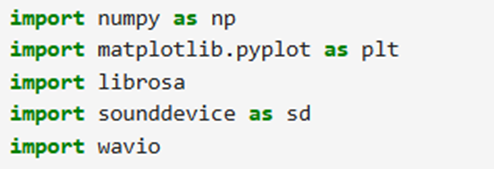 import numpy as np
import matplotlib.pyplot as plt
import librosa
import sounddevice as sd
import wavio